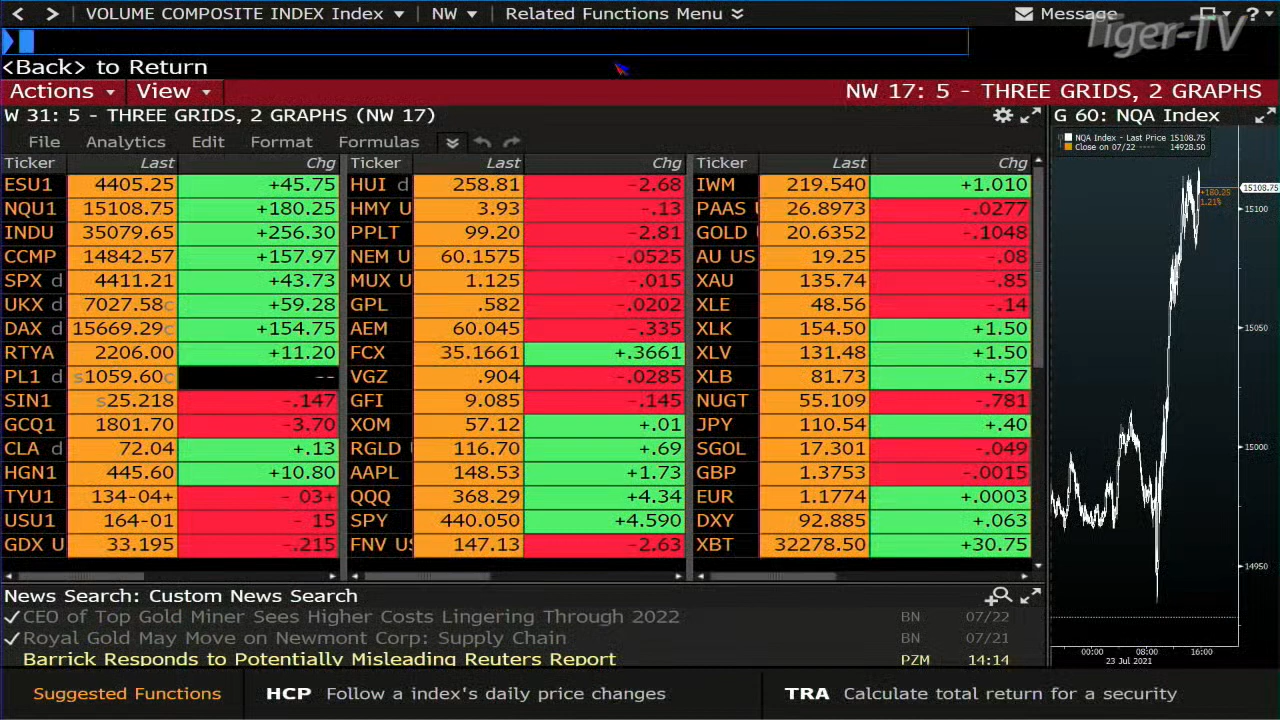 < > VOLUME COMPOSITE INDEX Index NW Related Functions Menu Message ?
Tiger-TV
<Back> to Return
Actions View NW 17: 5 - THREE GRIDS, 2 GRAPHS
W 31: 5 - THREE GRIDS, 2 GRAPHS (NW 17) G 60: NQA Index
File Analytics Edit Format Formulas
NQA Index - Last Price 15108.75
Close on 07/22 ---- 14928.50
Ticker Last Chg Ticker Last Chg Ticker Last Chg
ESU1 4405.25 +45.75 HUI d 258.81 -2.68 IWM 219.540 +1.010
NQU1 15108.75 +180.25 HMY U 3.93 -.13 PAAS 26.8973 -.0277
INDU 35079.65 +256.30 PPLT 99.20 -2.81 GOLD 20.6352 -.1048
CCMP 14842.57 +157.97 NEM U 60.1575 -.0525 AU US 19.25 -.08
SPX d 4411.21 +43.73 MUX U 1.125 -.015 XAU 135.74 -.85
UKX d 7027.58c +59.28 GPL .582 -.0202 XLE 48.56 -.14
DAX d 15669.29c +154.75 AEM 60.045 -.335 XLK 154.50 +1.50
RTYA 2206.00 +11.20 FCX 35.1661 +.3661 XLV 131.48 +1.50
PL1 d s1059.60c -- VGZ .904 -.0285 XLB 81.73 +.57
SIN1 s25.218 -.147 GFI 9.085 -.145 NUGT 55.109 -.781
GCQ1 1801.70 -3.70 XOM 57.12 +.01 JPY 110.54 +.40
CLA d 72.04 +.13 RGLD 116.70 +.69 SGOL 17.301 -.049
HGN1 445.60 +10.80 AAPL 148.53 +1.73 GBP 1.3753 -.0015
TYU1 134-04+ - 03+ QQQ 368.29 +4.34 EUR 1.1774 +.0003
USU1 164-01 - 15 SPY 440.050 +4.590 DXY 92.885 +.063
GDX U 33.195 -.215 FNV US 147.13 -2.63 XBT 32278.50 +30.75
15108.75
+180.25
1.21%
15100
15050
15000
14950
00:00 08:00 16:00
23 Jul 2021
News Search: Custom News Search
CEO of Top Gold Miner Sees Higher Costs Lingering Through 2022 BN 07/22
Royal Gold May Move on Newmont Corp: Supply Chain BN 07/21
Barrick Responds to Potentially Misleading Reuters Report PZM 14:14
Suggested Functions HCP Follow a index's daily price changes TRA Calculate total return for a security